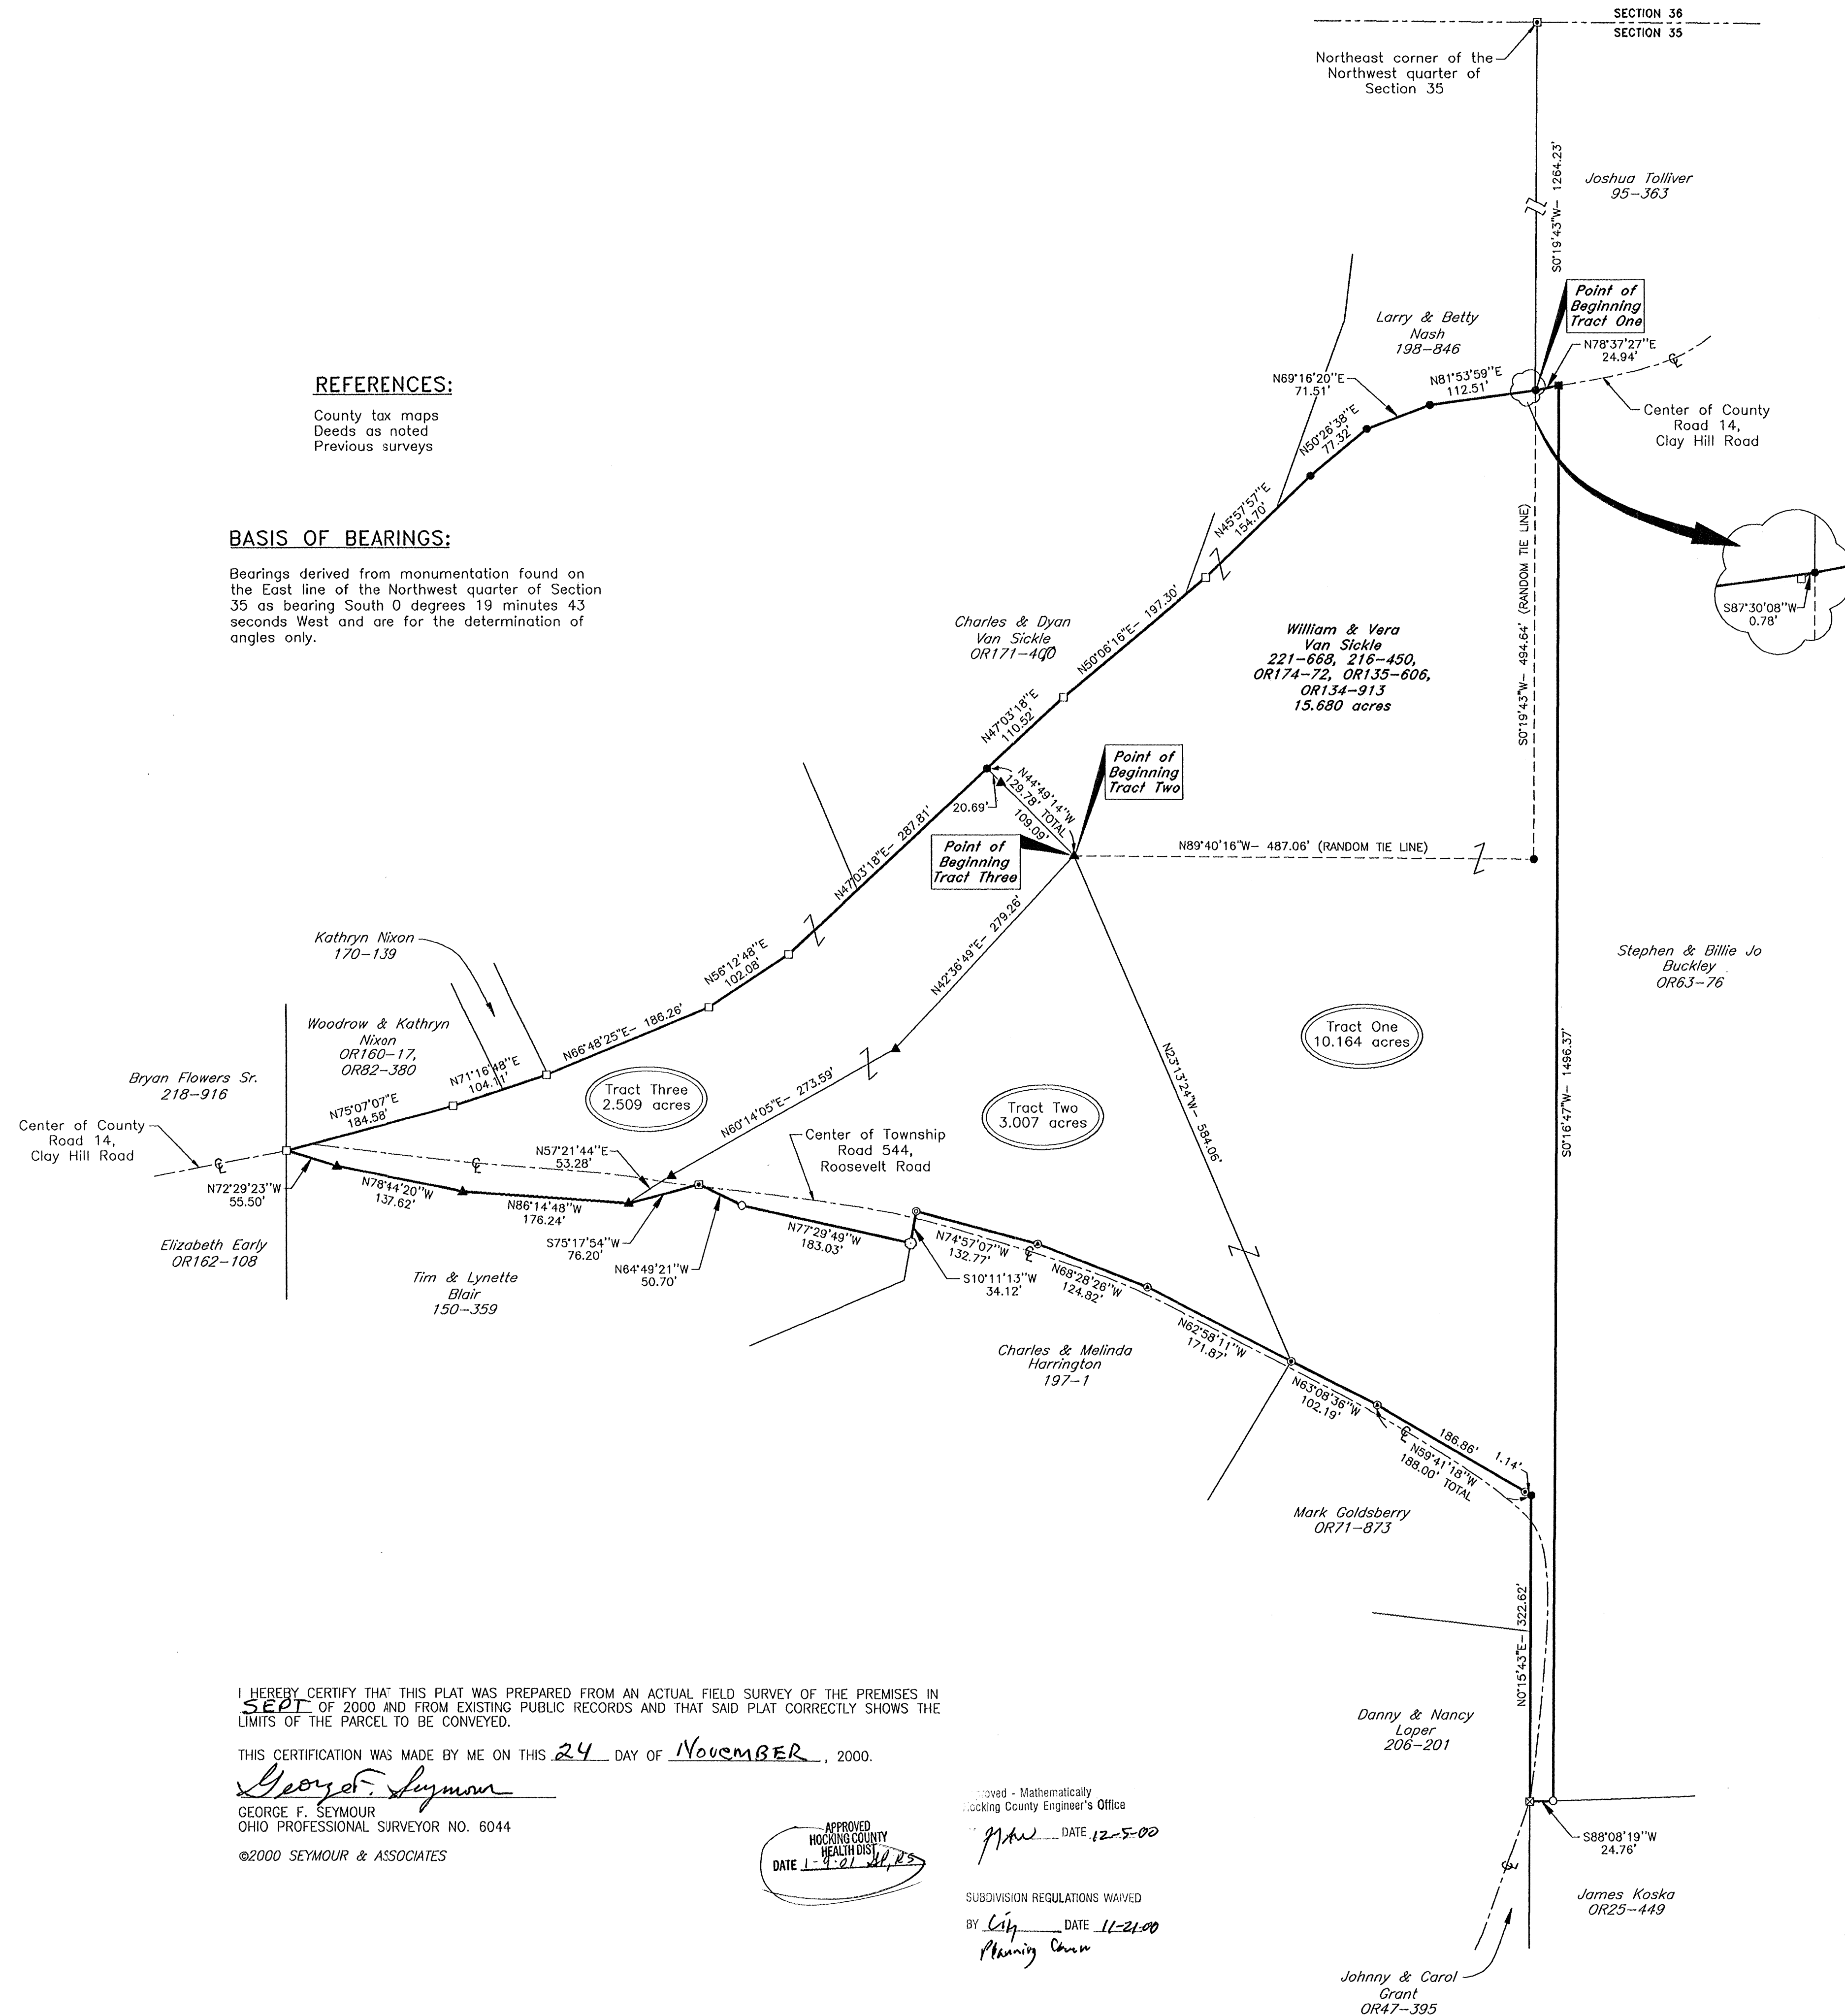 SECTION 36
SECTION 35
Northeast corner of the
Northwest quarter of
Section 35
S0°19'43"W– 1264.23'
Joshua Tolliver
95–363
Point of
Beginning
Tract One
Larry & Betty
Nash
198–846
N78°37'27"E
24.94'
N69°16'20"E
71.51'
N81°53'59"E
112.51'
Center of County
Road 14,
Clay Hill Road
REFERENCES:
County tax maps
Deeds as noted
Previous surveys
N50°26'38"E
77.32'
N45°57'57"E
154.70'
S0°19'43"W– 494.64' (RANDOM TIE LINE)
BASIS OF BEARINGS:
Bearings derived from monumentation found on
the East line of the Northwest quarter of Section
35 as bearing South 0 degrees 19 minutes 43
seconds West and are for the determination of
angles only.
S87°30'08"W
0.78'
Charles & Dyan
Van Sickle
OR171–400
N50°06'16"E– 197.30'
William & Vera
Van Sickle
221–668, 216–450,
OR174–72, OR135–606,
OR134–913
15.680 acres
N47°03'18"E
110.52'
Point of
Beginning
Tract Two
N44°49'14"W
129.78' TOTAL
109.09'
20.69'
N47°03'18"E– 287.81'
Point of
Beginning
Tract Three
N89°40'16"W– 487.06' (RANDOM TIE LINE)
Kathryn Nixon
170–139
N56°12'48"E
102.08'
N42°36'49"E– 279.26'
Stephen & Billie Jo
Buckley
OR63–76
Woodrow & Kathryn
Nixon
OR160–17,
OR82–380
N66°48'25"E– 186.26'
N71°16'48"E
104.11'
Tract One
10.164 acres
S0°16'47"W– 1496.37'
Bryan Flowers Sr.
218–916
N75°07'07"E
184.58'
Tract Three
2.509 acres
N60°14'05"E– 273.59'
Tract Two
3.007 acres
N23°13'24"W– 584.06'
Center of County
Road 14,
Clay Hill Road
Center of Township
Road 544,
Roosevelt Road
N57°21'44"E
53.28'
N72°29'23"W
55.50'
N78°44'20"W
137.62'
N86°14'48"W
176.24'
S75°17'54"W
76.20'
N64°49'21"W
50.70'
N77°29'49"W
183.03'
N74°57'07"W
132.77'
S10°11'13"W
34.12'
N68°28'26"W
124.82'
Elizabeth Early
OR162–108
Tim & Lynette
Blair
150–359
N62°58'11"W
171.87'
Charles & Melinda
Harrington
197–1
N63°08'36"W
102.19'
186.86'
1.14'
N59°41'18"W
188.00' TOTAL
Mark Goldsberry
OR71–873
N0°15'43"E– 322.62'
Danny & Nancy
Loper
206–201
S88°08'19"W
24.76'
James Koska
OR25–449
Johnny & Carol
Grant
OR47–395
I HEREBY CERTIFY THAT THIS PLAT WAS PREPARED FROM AN ACTUAL FIELD SURVEY OF THE PREMISES IN
SEPT OF 2000 AND FROM EXISTING PUBLIC RECORDS AND THAT SAID PLAT CORRECTLY SHOWS THE
LIMITS OF THE PARCEL TO BE CONVEYED.
THIS CERTIFICATION WAS MADE BY ME ON THIS 24 DAY OF NOVEMBER, 2000.
George F. Seymour
GEORGE F. SEYMOUR
OHIO PROFESSIONAL SURVEYOR NO. 6044
©2000 SEYMOUR & ASSOCIATES
APPROVED
HOCKING COUNTY
HEALTH DIST.
DATE 1-9-01
Mathematically
Hocking County Engineer's Office
DATE 12-5-00
SUBDIVISION REGULATIONS WAIVED
BY City DATE 11-21-00
Planning